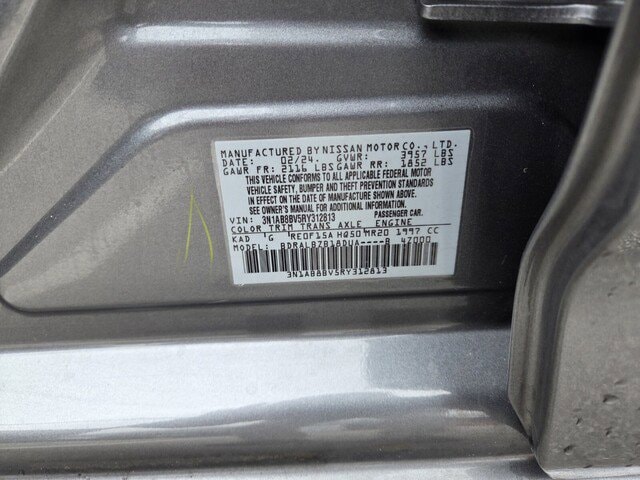 MANUFACTURED BY NISSAN MOTOR CO., LTD.
DATE: 02/24. GVWR: 3957 LBS
GAWR FR: 2116 LBS GAWR RR: 1852 LBS
THIS VEHICLE CONFORMS TO ALL APPLICABLE FEDERAL MOTOR
VEHICLE SAFETY, BUMPER AND THEFT PREVENTION STANDARDS
IN EFFECT ON THE DATE OF MANUFACTURE SHOWN ABOVE.
SEE OWNER'S MANUAL FOR ADDITIONAL INFORMATION.
VIN: 3N1AB8BV5RY312813 PASSENGER CAR.
COLOR TRIM TRANS AXLE ENGINE
KAD G RE0F15A HQ50 MR20 1997 CC
MODEL: BDRALBZB18DUA----B 47000
3N1AB8BV5RY312813